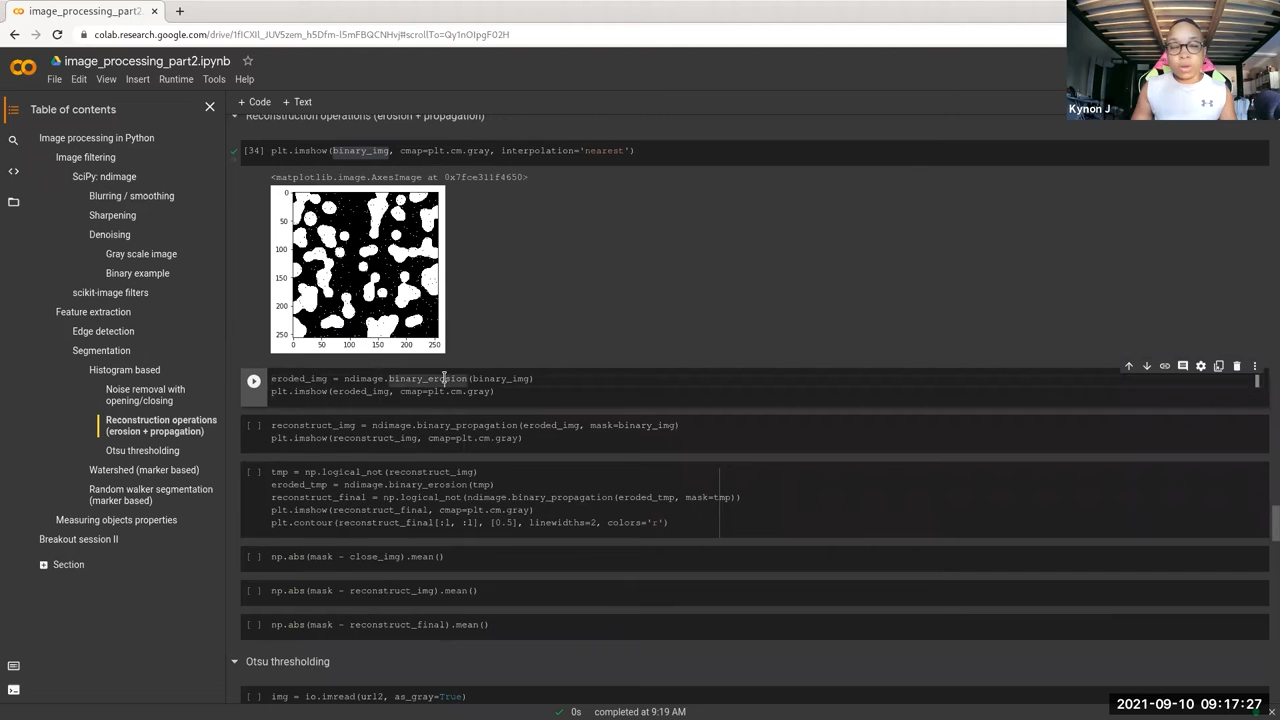 image_processing_part2.
colab.research.google.com/drive/1fICXIl_JUV5zem_h5Dfm-l5mFBQCNHvj#scrollTo=Qy1nOIpgF02H
image_processing_part2.ipynb
File Edit View Insert Runtime Tools Help
Kynon J
Table of contents
+ Code + Text
Image processing in Python
Image filtering
SciPy: ndimage
Blurring / smoothing
Sharpening
Denoising
Gray scale image
Binary example
scikit-image filters
Feature extraction
Edge detection
Segmentation
Histogram based
Noise removal with
opening/closing
Reconstruction operations
(erosion + propagation)
Otsu thresholding
Watershed (marker based)
Random walker segmentation
(marker based)
Measuring objects properties
Breakout session II
Section
Reconstruction operations (erosion + propagation)
[34] plt.imshow(binary_img, cmap=plt.cm.gray, interpolation='nearest')
<matplotlib.image.AxesImage at 0x7fce311f4650>
0
50
100
150
200
250
0 50 100 150 200 250
eroded_img = ndimage.binary_erosion(binary_img)
plt.imshow(eroded_img, cmap=plt.cm.gray)
[ ] reconstruct_img = ndimage.binary_propagation(eroded_img, mask=binary_img)
plt.imshow(reconstruct_img, cmap=plt.cm.gray)
[ ] tmp = np.logical_not(reconstruct_img)
eroded_tmp = ndimage.binary_erosion(tmp)
reconstruct_final = np.logical_not(ndimage.binary_propagation(eroded_tmp, mask=tmp))
plt.imshow(reconstruct_final, cmap=plt.cm.gray)
plt.contour(reconstruct_final[:l, :l], [0.5], linewidths=2, colors='r')
[ ] np.abs(mask - close_img).mean()
[ ] np.abs(mask - reconstruct_img).mean()
[ ] np.abs(mask - reconstruct_final).mean()
Otsu thresholding
[ ] img = io.imread(url2, as_gray=True)
0s completed at 9:19 AM
2021-09-10 09:17:27